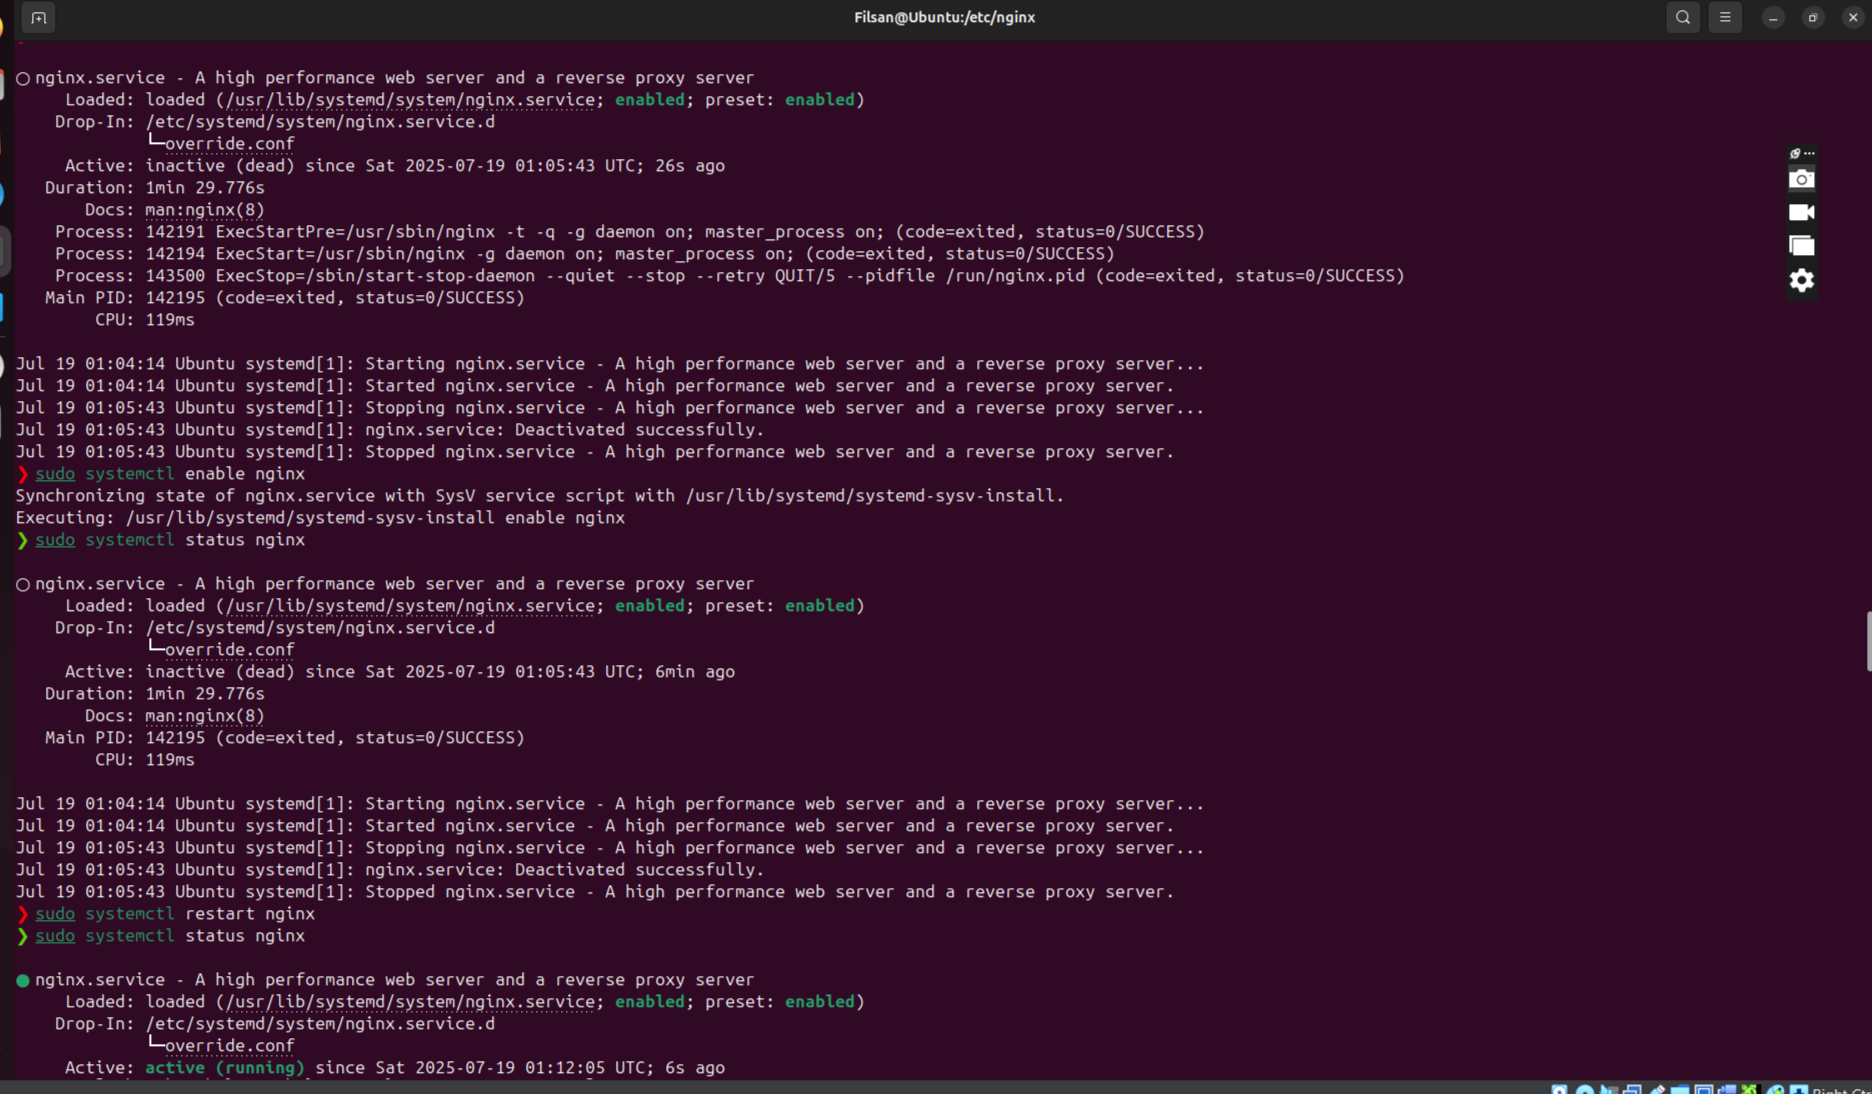 Filsan@Ubuntu:/etc/nginx
○ nginx.service - A high performance web server and a reverse proxy server
Loaded: loaded (/usr/lib/systemd/system/nginx.service; enabled; preset: enabled)
Drop-In: /etc/systemd/system/nginx.service.d
└─override.conf
Active: inactive (dead) since Sat 2025-07-19 01:05:43 UTC; 26s ago
Duration: 1min 29.776s
Docs: man:nginx(8)
Process: 142191 ExecStartPre=/usr/sbin/nginx -t -q -g daemon on; master_process on; (code=exited, status=0/SUCCESS)
Process: 142194 ExecStart=/usr/sbin/nginx -g daemon on; master_process on; (code=exited, status=0/SUCCESS)
Process: 143500 ExecStop=/sbin/start-stop-daemon --quiet --stop --retry QUIT/5 --pidfile /run/nginx.pid (code=exited, status=0/SUCCESS)
Main PID: 142195 (code=exited, status=0/SUCCESS)
CPU: 119ms
Jul 19 01:04:14 Ubuntu systemd[1]: Starting nginx.service - A high performance web server and a reverse proxy server...
Jul 19 01:04:14 Ubuntu systemd[1]: Started nginx.service - A high performance web server and a reverse proxy server.
Jul 19 01:05:43 Ubuntu systemd[1]: Stopping nginx.service - A high performance web server and a reverse proxy server...
Jul 19 01:05:43 Ubuntu systemd[1]: nginx.service: Deactivated successfully.
Jul 19 01:05:43 Ubuntu systemd[1]: Stopped nginx.service - A high performance web server and a reverse proxy server.
❯ sudo systemctl enable nginx
Synchronizing state of nginx.service with SysV service script with /usr/lib/systemd/systemd-sysv-install.
Executing: /usr/lib/systemd/systemd-sysv-install enable nginx
❯ sudo systemctl status nginx
○ nginx.service - A high performance web server and a reverse proxy server
Loaded: loaded (/usr/lib/systemd/system/nginx.service; enabled; preset: enabled)
Drop-In: /etc/systemd/system/nginx.service.d
└─override.conf
Active: inactive (dead) since Sat 2025-07-19 01:05:43 UTC; 6min ago
Duration: 1min 29.776s
Docs: man:nginx(8)
Main PID: 142195 (code=exited, status=0/SUCCESS)
CPU: 119ms
Jul 19 01:04:14 Ubuntu systemd[1]: Starting nginx.service - A high performance web server and a reverse proxy server...
Jul 19 01:04:14 Ubuntu systemd[1]: Started nginx.service - A high performance web server and a reverse proxy server.
Jul 19 01:05:43 Ubuntu systemd[1]: Stopping nginx.service - A high performance web server and a reverse proxy server...
Jul 19 01:05:43 Ubuntu systemd[1]: nginx.service: Deactivated successfully.
Jul 19 01:05:43 Ubuntu systemd[1]: Stopped nginx.service - A high performance web server and a reverse proxy server.
❯ sudo systemctl restart nginx
❯ sudo systemctl status nginx
● nginx.service - A high performance web server and a reverse proxy server
Loaded: loaded (/usr/lib/systemd/system/nginx.service; enabled; preset: enabled)
Drop-In: /etc/systemd/system/nginx.service.d
└─override.conf
Active: active (running) since Sat 2025-07-19 01:12:05 UTC; 6s ago